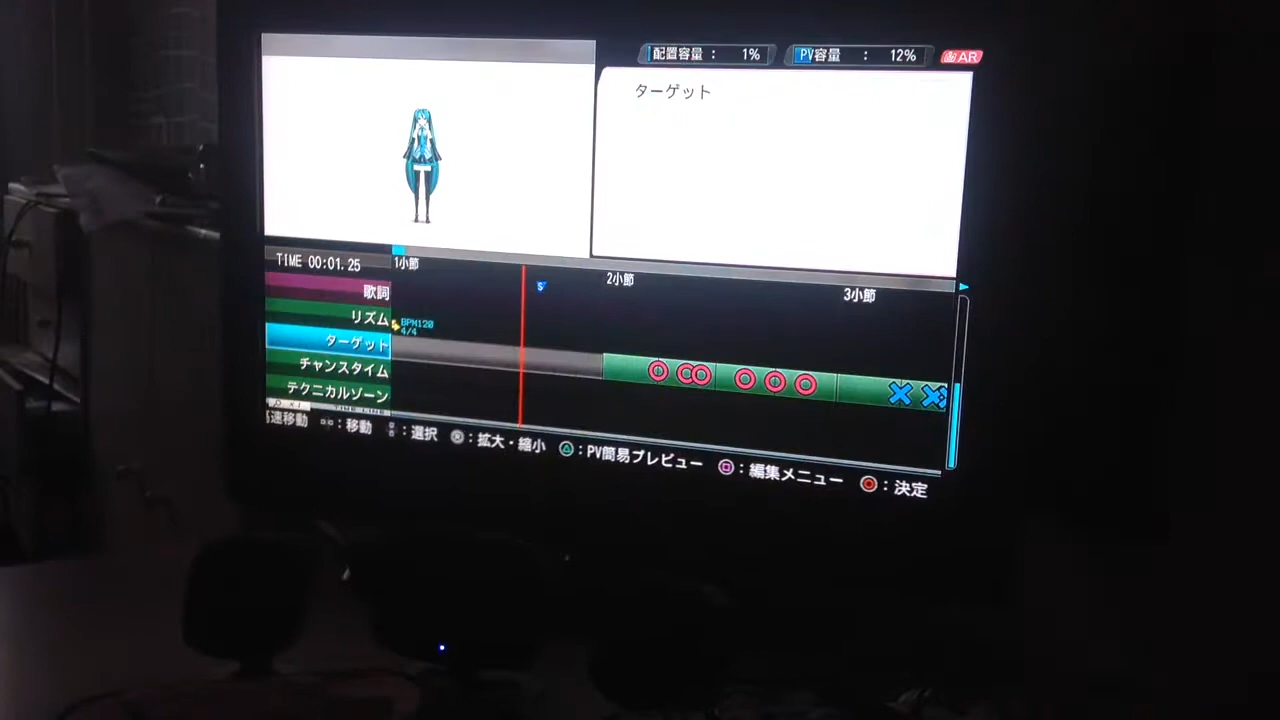 配置容量 : 1%
PV容量 : 12%
AR
ターゲット
TIME 00:01.25
1小節
2小節
3小節
S
歌詞
リズム
BPM120
4/4
ターゲット
チャンスタイム
テクニカルゾーン
速移動
:移動
:選択
:拡大・縮小
:PV簡易プレビュー
:編集メニュー
:決定